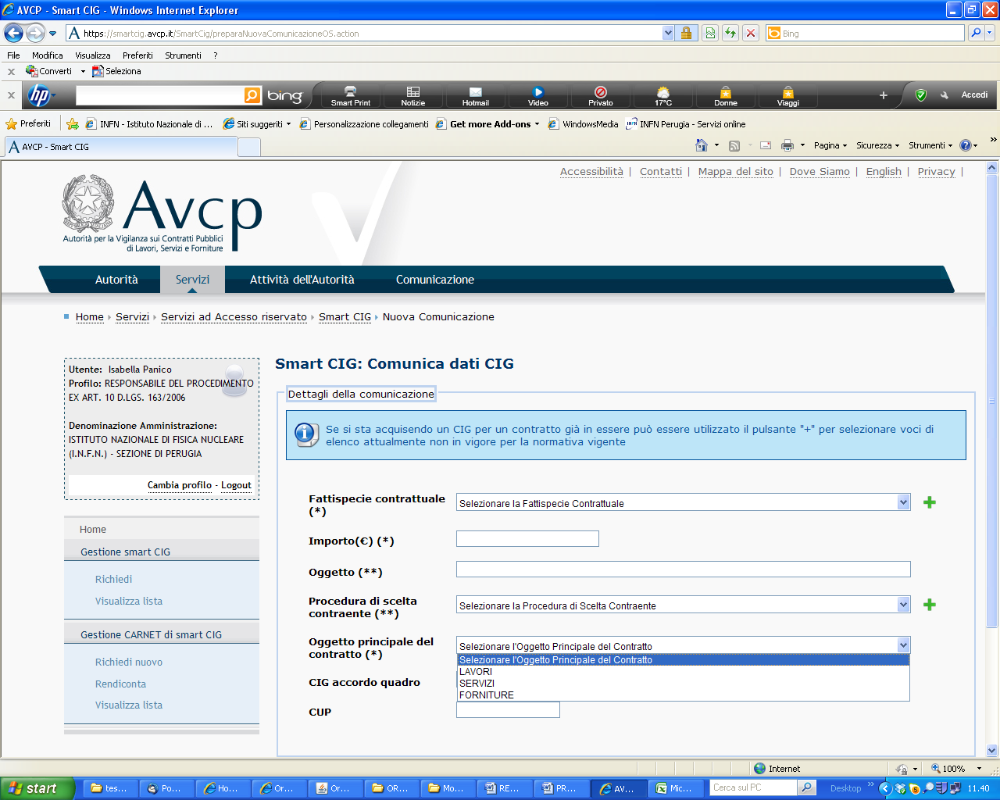 AVCP - Smart CIG - Windows Internet Explorer
https://smartcig.avcp.it/SmartCig/preparaNuovaComunicazioneOS.action
Bing
File Modifica Visualizza Preferiti Strumenti ?
x Converti Seleziona
x hp bing Smart Print Notizie Hotmail Video Privato 17°C Donne Viaggi + Accedi
Preferiti INFN - Istituto Nazionale di ... Siti suggeriti Personalizzazione collegamenti Get more Add-ons WindowsMedia INFN Perugia - Servizi online
AVCP - Smart CIG Pagina Sicurezza Strumenti
Accessibilità | Contatti | Mappa del sito | Dove Siamo | English | Privacy |
Avcp
Autorità per la Vigilanza sui Contratti Pubblici
di Lavori, Servizi e Forniture
Autorità Servizi Attività dell'Autorità Comunicazione
Home Servizi Servizi ad Accesso riservato Smart CIG Nuova Comunicazione
Utente: Isabella Panico
Profilo: RESPONSABILE DEL PROCEDIMENTO
EX ART. 10 D.LGS. 163/2006
Denominazione Amministrazione:
ISTITUTO NAZIONALE DI FISICA NUCLEARE
(I.N.F.N.) - SEZIONE DI PERUGIA
Cambia profilo - Logout
Home
Gestione smart CIG
Richiedi
Visualizza lista
Gestione CARNET di smart CIG
Richiedi nuovo
Rendiconta
Visualizza lista
Smart CIG: Comunica dati CIG
Dettagli della comunicazione
Se si sta acquisendo un CIG per un contratto già in essere può essere utilizzato il pulsante "+" per selezionare voci di
elenco attualmente non in vigore per la normativa vigente
Fattispecie contrattuale
(*)
Selezionare la Fattispecie Contrattuale
Importo(€) (*)
Oggetto (**)
Procedura di scelta
contraente (**)
Selezionare la Procedura di Scelta Contraente
Oggetto principale del
contratto (*)
Selezionare l'Oggetto Principale del Contratto
Selezionare l'Oggetto Principale del Contratto
LAVORI
SERVIZI
FORNITURE
CIG accordo quadro
CUP
Internet 100%
start tes... Po... Ho... Or... Or... OR... Mo... RE... PR... AV... Mic... Cerca sul PC Desktop 11.40